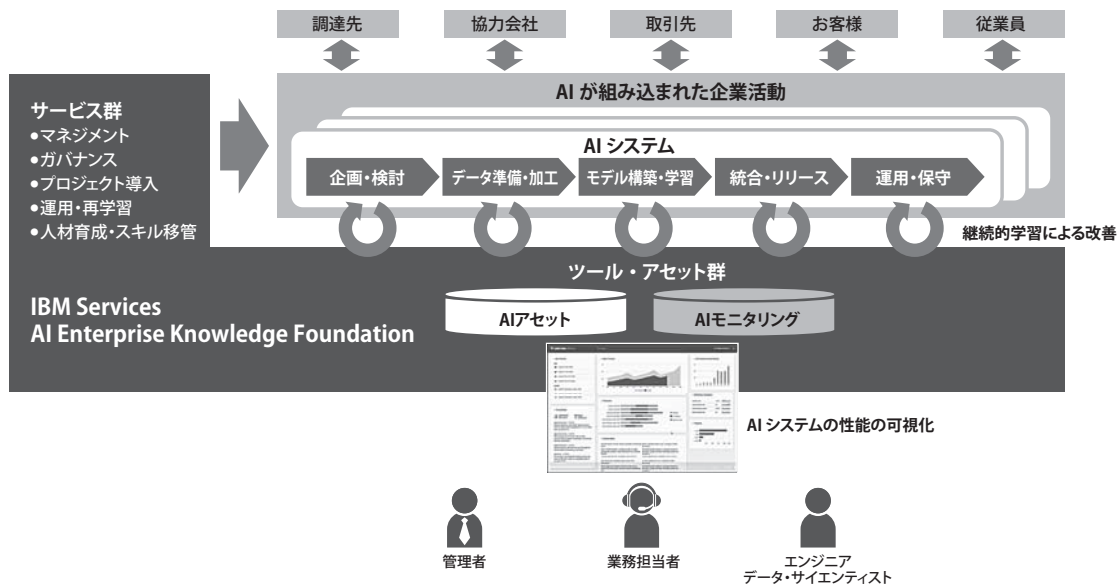 調達先
協力会社
取引先
お客様
従業員
AI が組み込まれた企業活動
サービス群
●マネジメント
●ガバナンス
●プロジェクト導入
●運用・再学習
●人材育成・スキル移管
AI システム
企画・検討
データ準備・加工
モデル構築・学習
統合・リリース
運用・保守
継続的学習による改善
ツール・アセット群
IBM Services
AI Enterprise Knowledge Foundation
AIアセット
AIモニタリング
AI システムの性能の可視化
管理者
業務担当者
エンジニア
データ・サイエンティスト